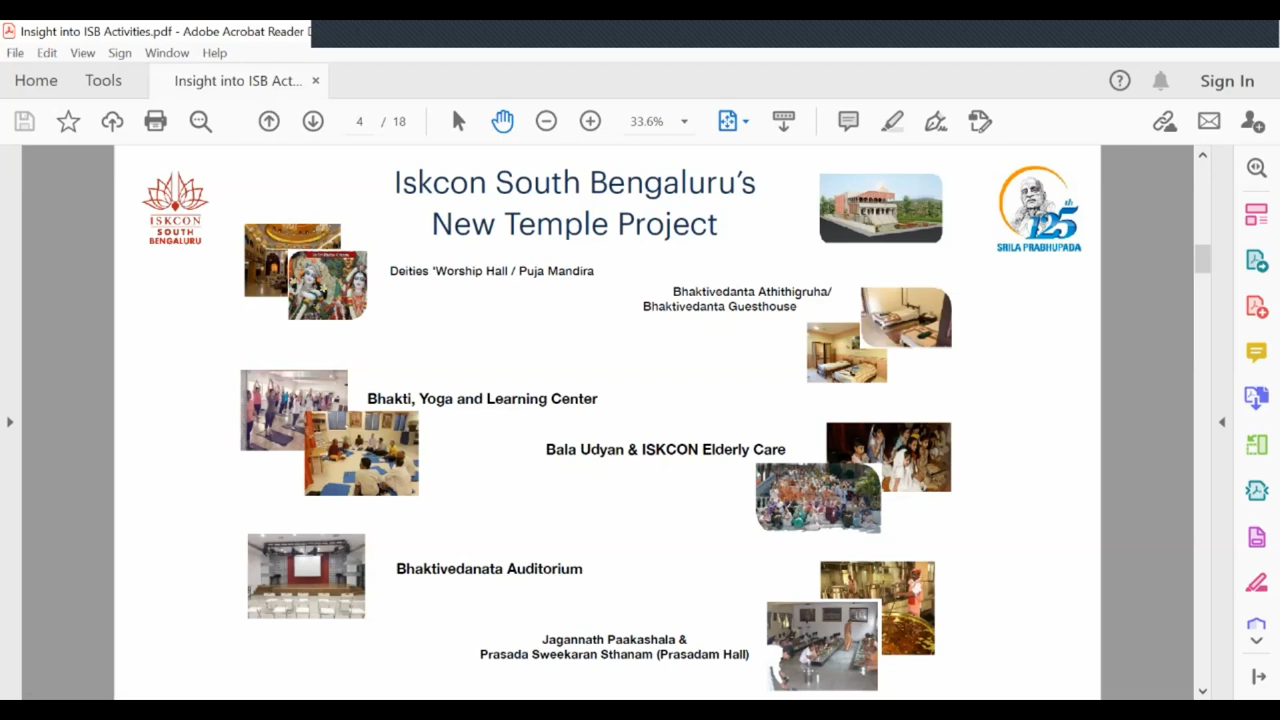 Insight into ISB Activities.pdf - Adobe Acrobat Reader
File Edit View Sign Window Help
Home Tools Insight into ISB Act... × Sign In
4 / 18 33.6%
ISKCON
SOUTH
BENGALURU
Iskcon South Bengaluru's
New Temple Project
125th
SRILA PRABHUPADA
Deities 'Worship Hall / Puja Mandira
Bhaktivedanta Athithigruha/
Bhaktivedanta Guesthouse
Bhakti, Yoga and Learning Center
Bala Udyan & ISKCON Elderly Care
Bhaktivedanata Auditorium
Jagannath Paakashala &
Prasada Sweekaran Sthanam (Prasadam Hall)